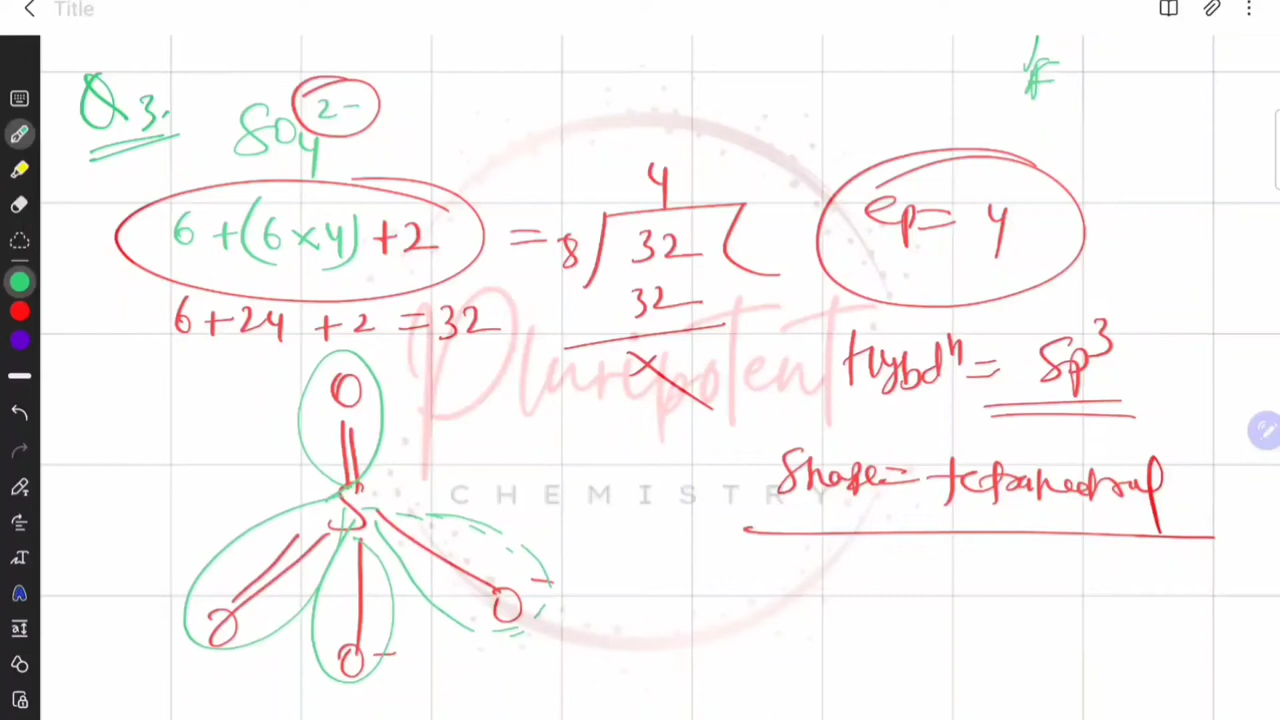 Title
Q 3.
SO4 2-
6 + (6 x 4) + 2 = 8) 32 ( 4
32
x
6 + 24 + 2 = 32
ep = 4
Hybdn = Sp3
Shape = tetrahedral
O
S
O O- O-
Pluripotent
CHEMISTRY